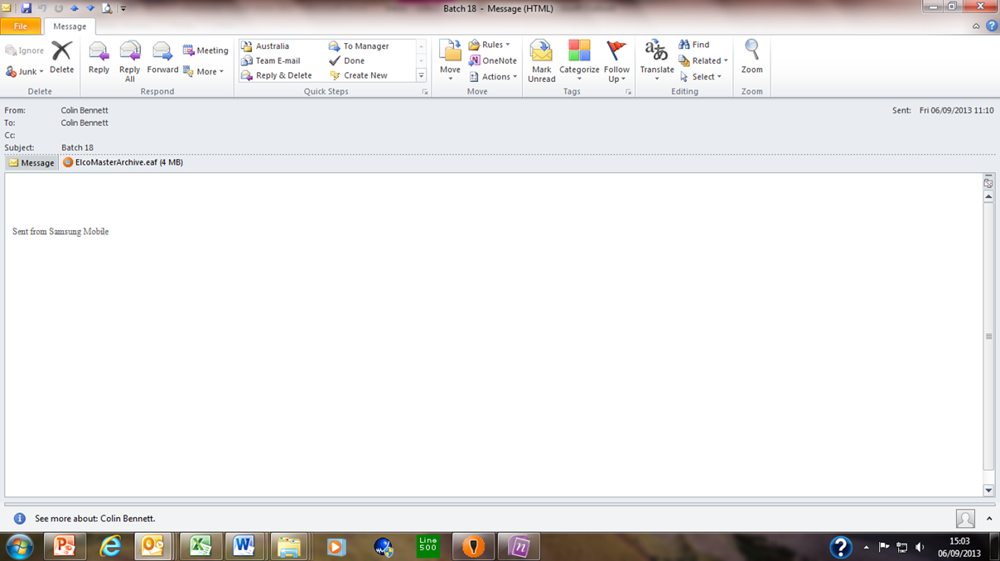 Batch 18 - Message (HTML)
File Message
Ignore Delete Reply Reply All Forward Meeting Australia To Manager Move Rules Mark Unread Categorize Follow Up Translate Find Zoom
Junk More Team E-mail Done OneNote Related
Reply & Delete Create New Actions Select
Delete Respond Quick Steps Move Tags Editing Zoom
From: Colin Bennett Sent: Fri 06/09/2013 11:10
To: Colin Bennett
Cc:
Subject: Batch 18
Message ElcoMasterArchive.eaf (4 MB)
Sent from Samsung Mobile
See more about: Colin Bennett.
Line
500
15:03
06/09/2013